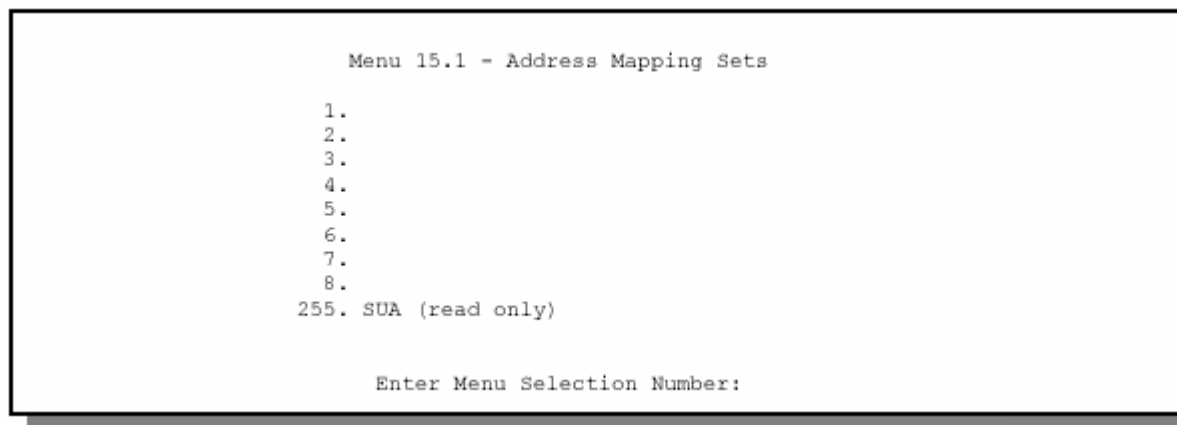 Menu 15.1 - Address Mapping Sets
1.
2.
3.
4.
5.
6.
7.
8.
255. SUA (read only)
Enter Menu Selection Number: